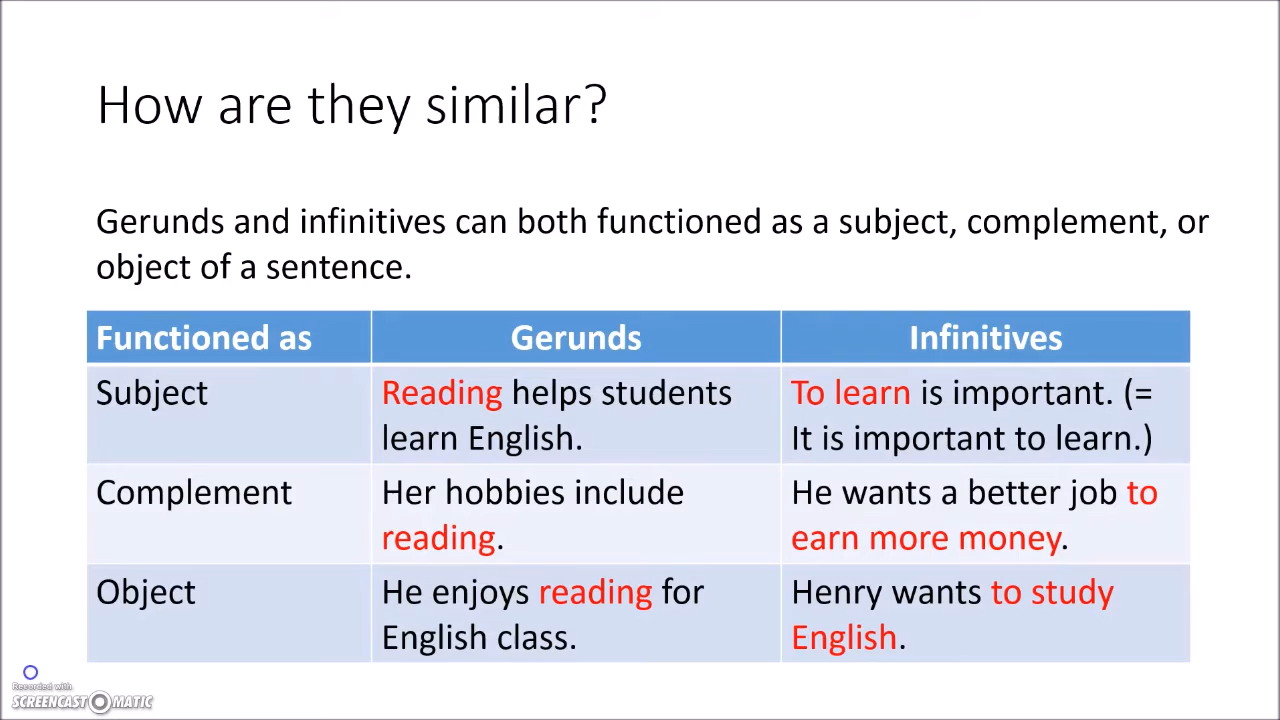 How are they similar?
Gerunds and infinitives can both functioned as a subject, complement, or
object of a sentence.
Functioned as Gerunds Infinitives
Subject Reading helps students To learn is important. (=
learn English. It is important to learn.)
Complement Her hobbies include He wants a better job to
reading. earn more money.
Object He enjoys reading for Henry wants to study
English class. English.
Recorded with
SCREENCAST-O-MATIC